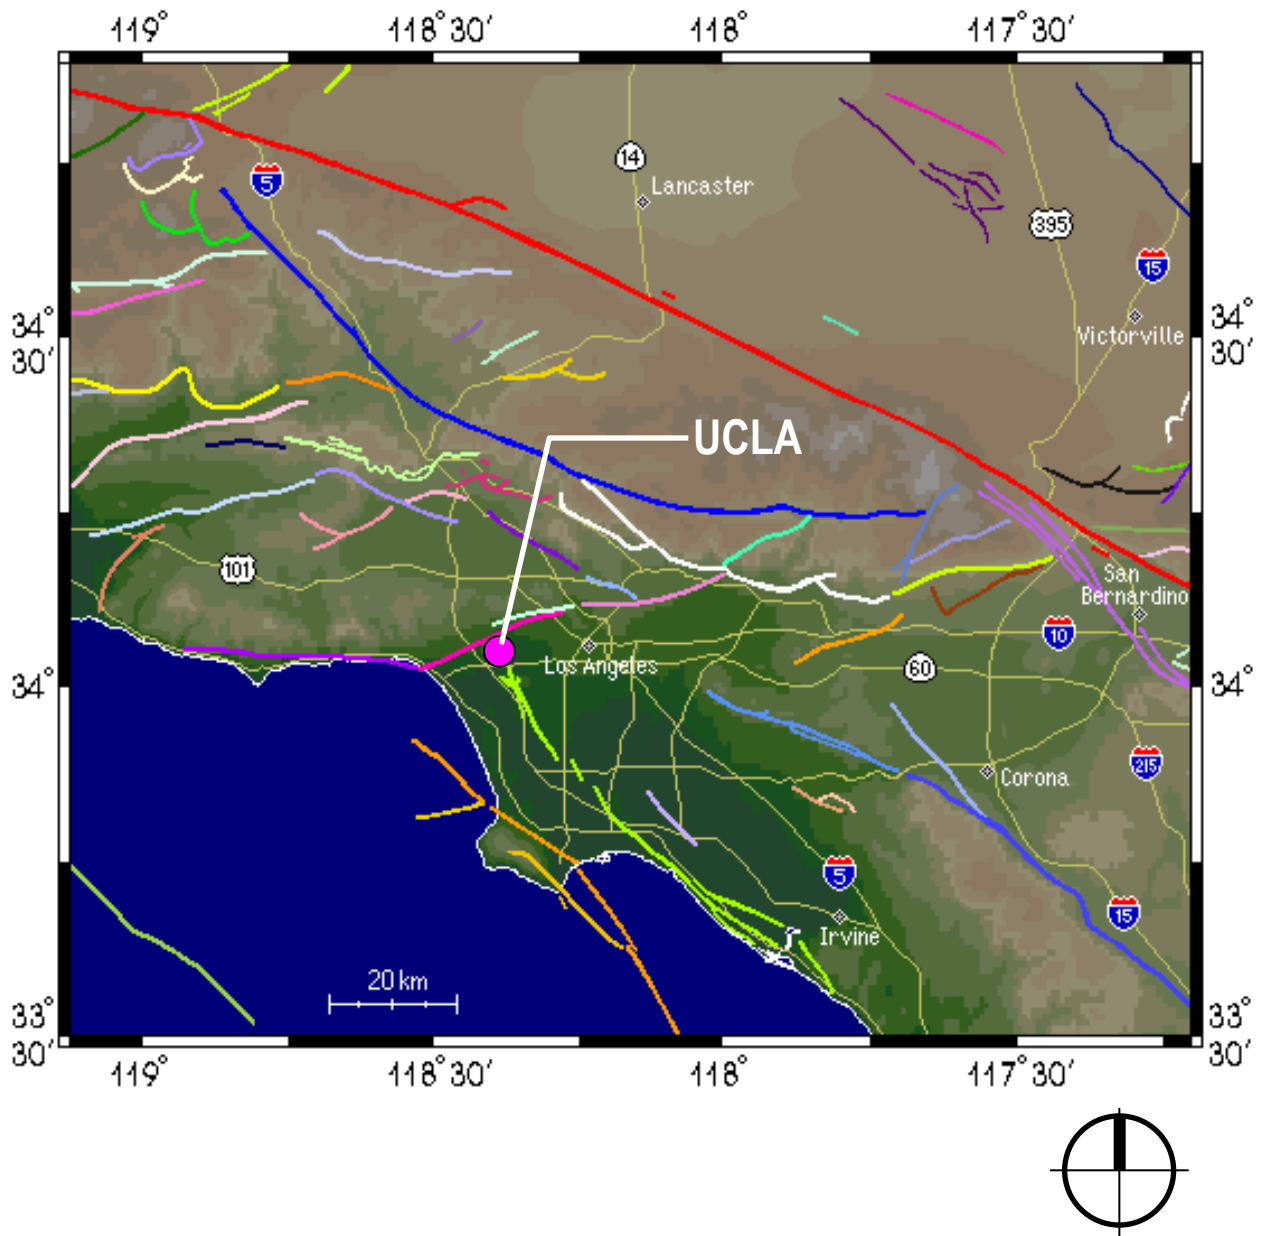 119° 118°30′ 118° 117°30′
14
Lancaster
5
395
15
34°
30′
34°
30′
Victorville
UCLA
101
San
Bernardino
10
Los Angeles
60
34°
34°
215
Corona
5
15
Irvine
20 km
33°
30′
33°
30′
119° 118°30′ 118° 117°30′